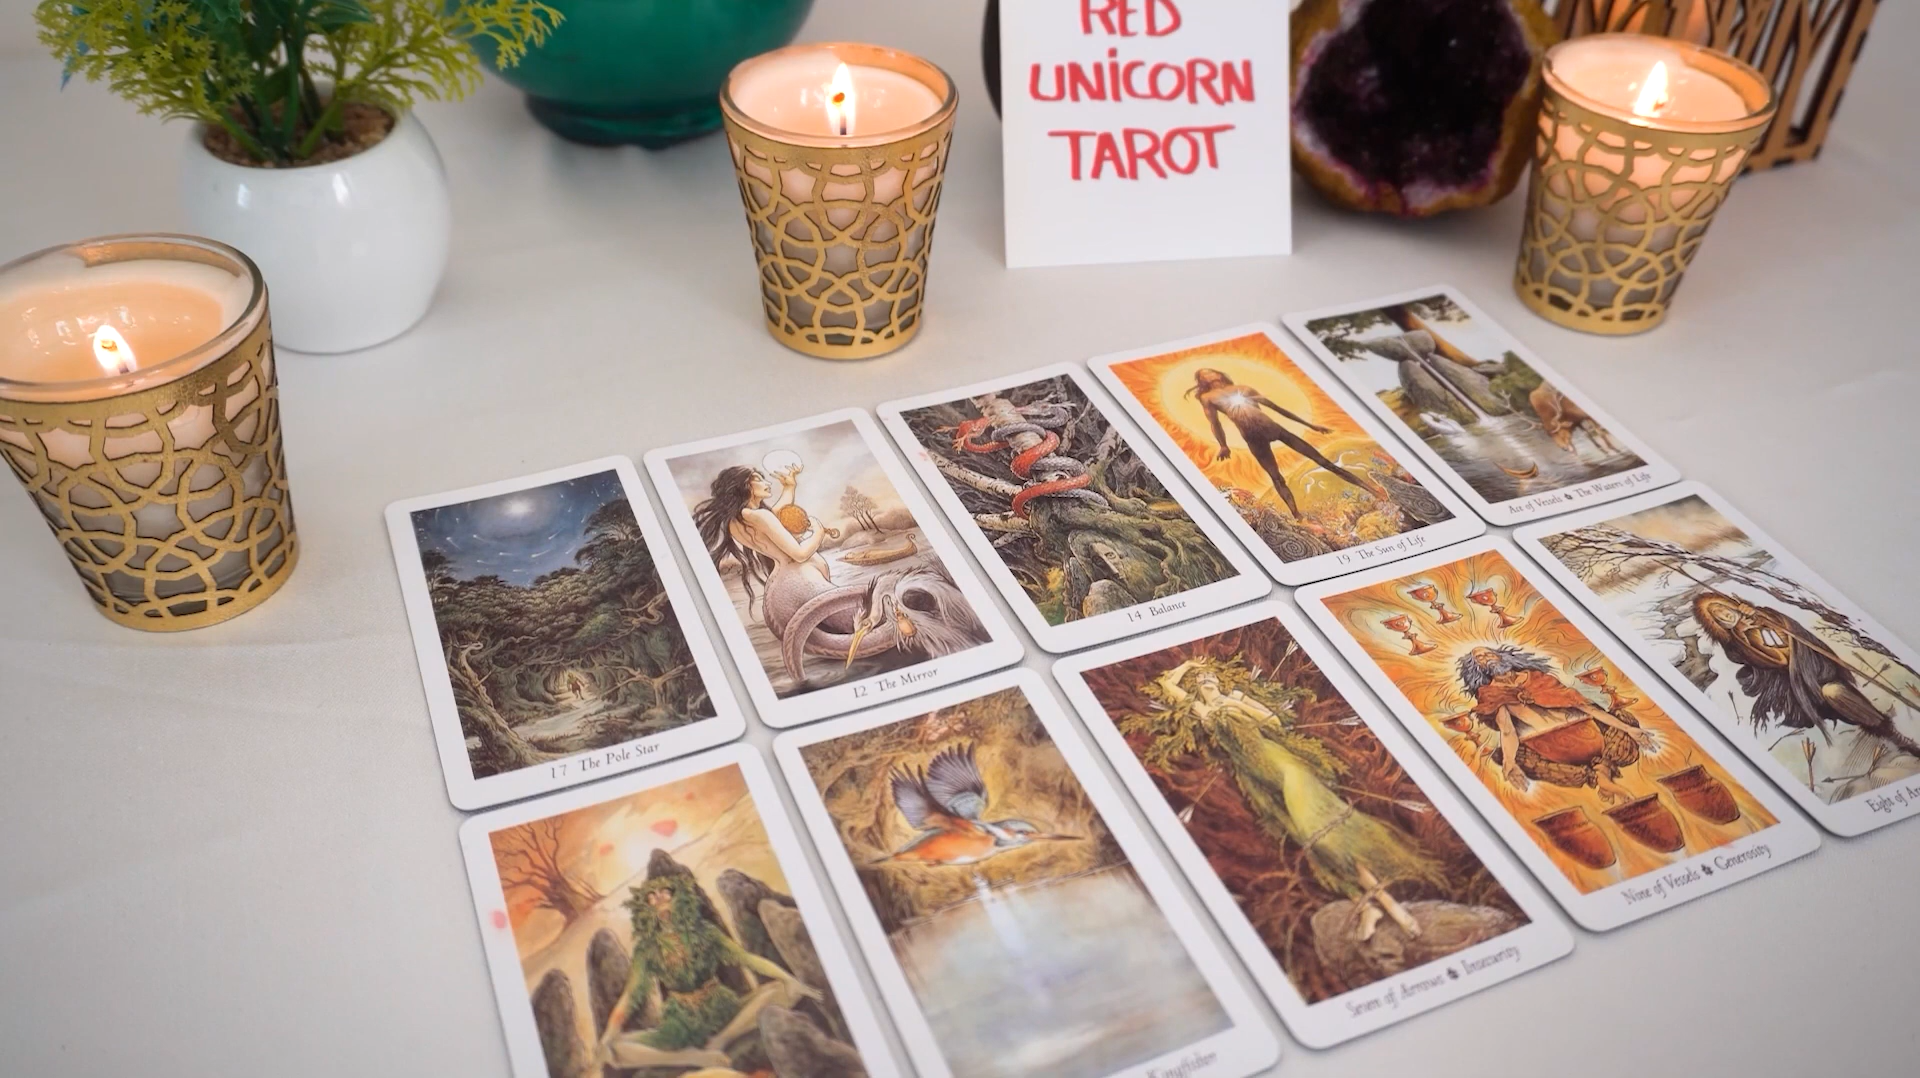 RED
UNiCORN
TAROT
17 The Pole Star
12 The Mirror
14 Balance
19 The Sun of Life
Ace of Vessels The Waters of Life
Kingfisher
Seven of Arrows Insecurity
Nine of Vessels Generosity
Eight of